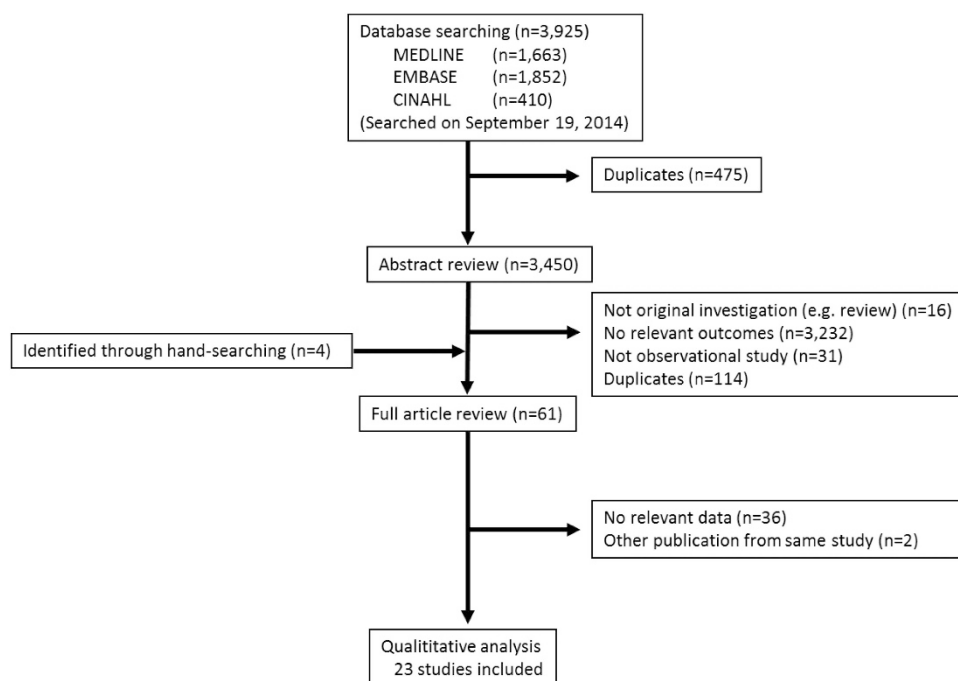 Database searching (n=3,925)
MEDLINE (n=1,663)
EMBASE (n=1,852)
CINAHL (n=410)
(Searched on September 19, 2014)
Duplicates (n=475)
Abstract review (n=3,450)
Not original investigation (e.g. review) (n=16)
No relevant outcomes (n=3,232)
Not observational study (n=31)
Duplicates (n=114)
Identified through hand-searching (n=4)
Full article review (n=61)
No relevant data (n=36)
Other publication from same study (n=2)
Qualititative analysis
23 studies included